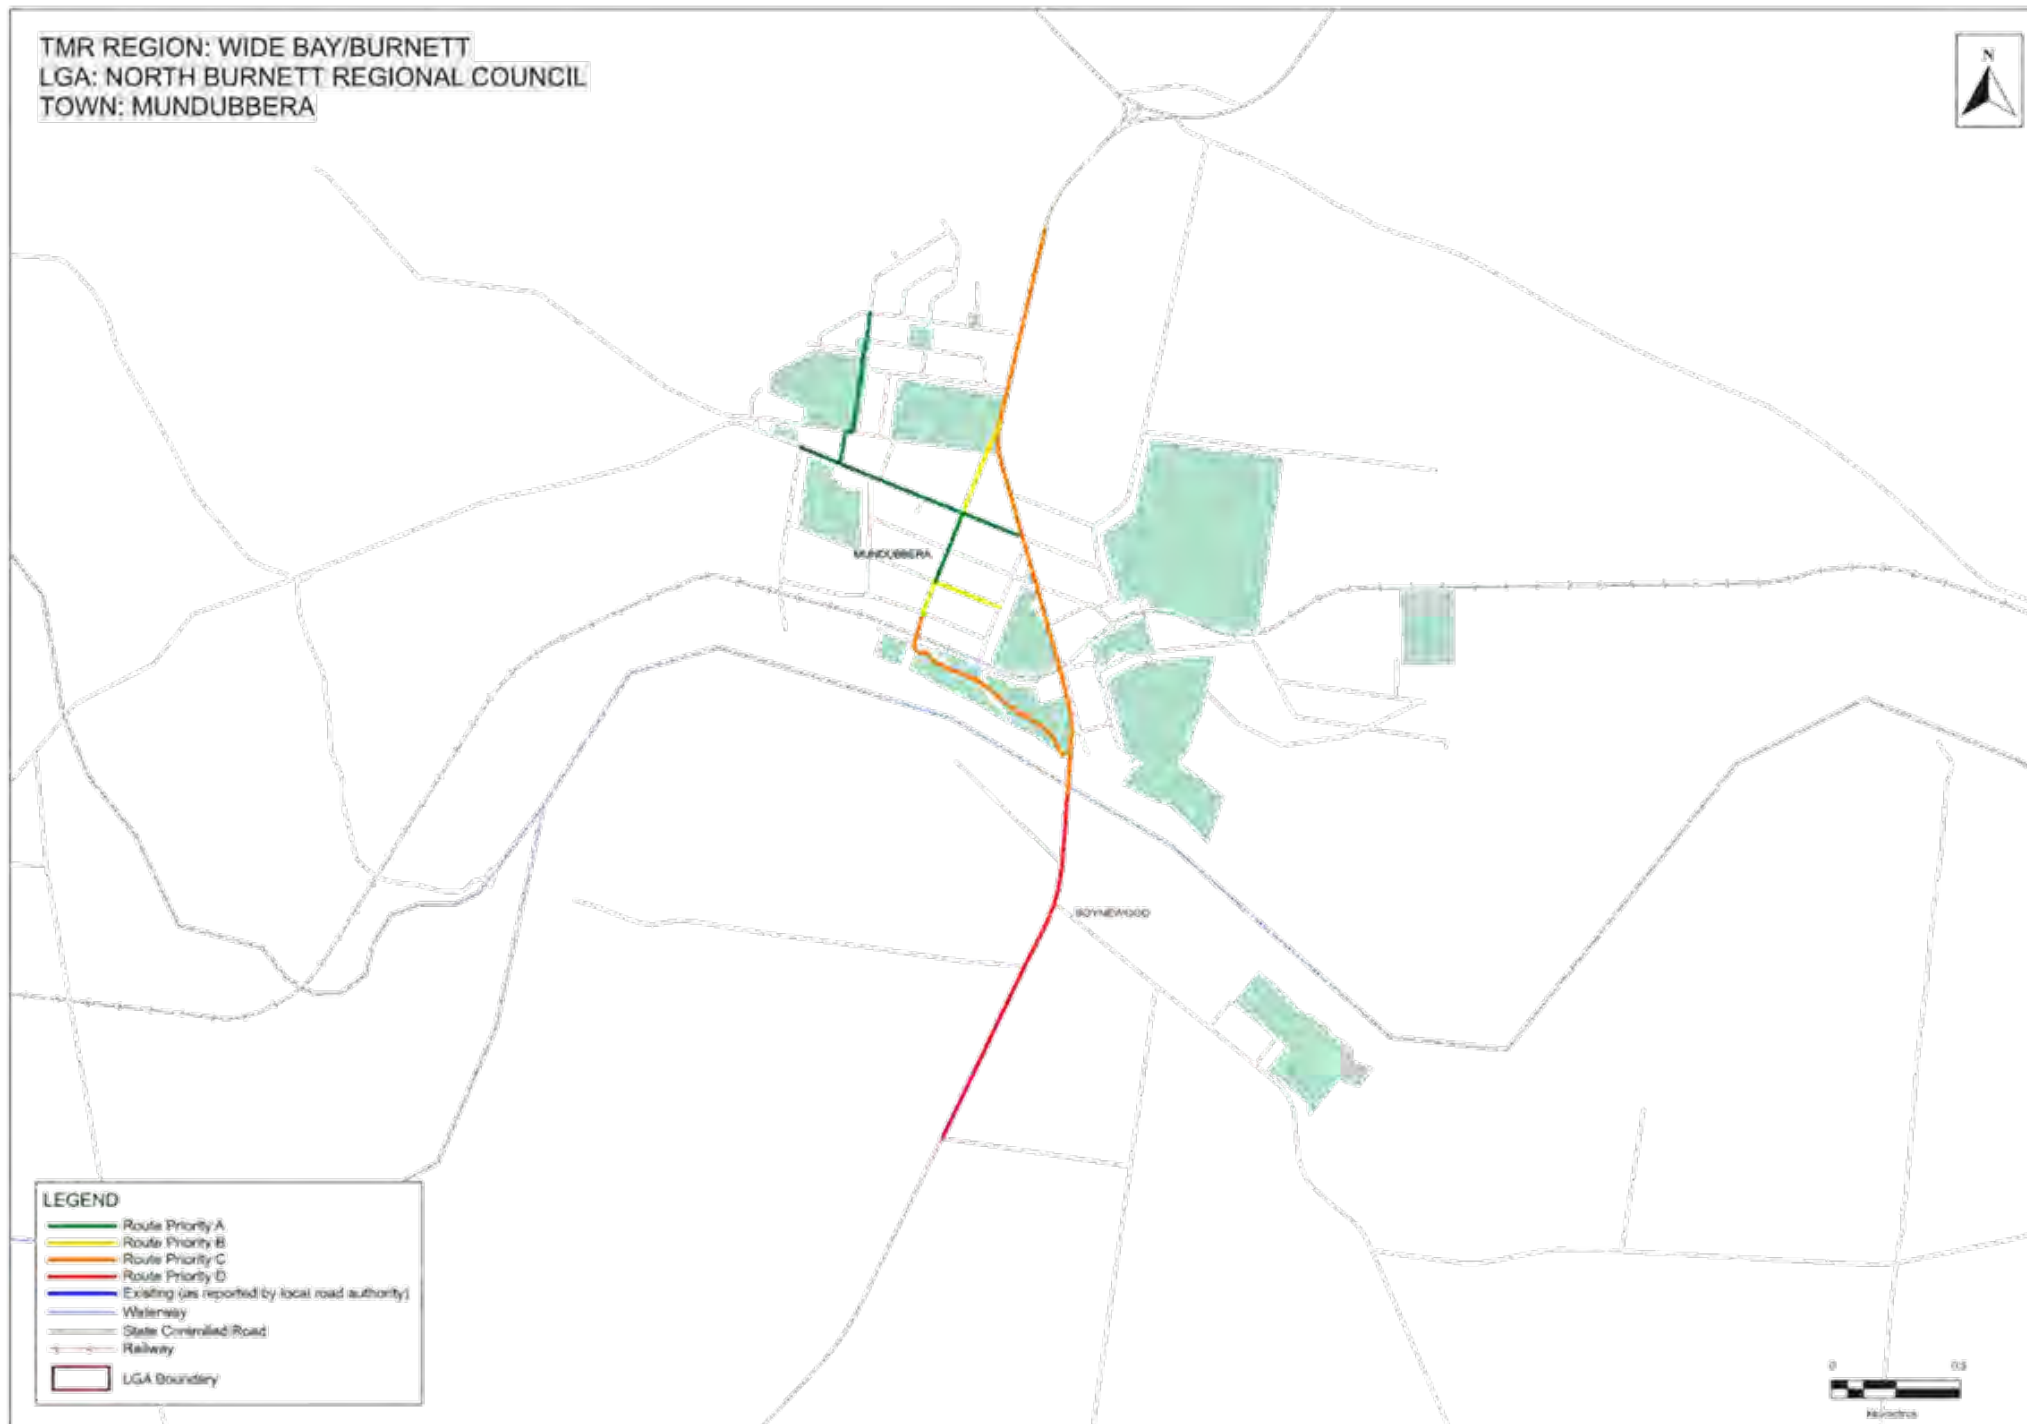 TMR REGION: WIDE BAY/BURNETT
LGA: NORTH BURNETT REGIONAL COUNCIL
TOWN: MUNDUBBERA
N
MUNDUBBERA
BOYNEWOOD
LEGEND
Route Priority A
Route Priority B
Route Priority C
Route Priority D
Existing (as reported by local road authority)
Waterway
State Controlled Road
Railway
LGA Boundary
0 0.5
kilometres